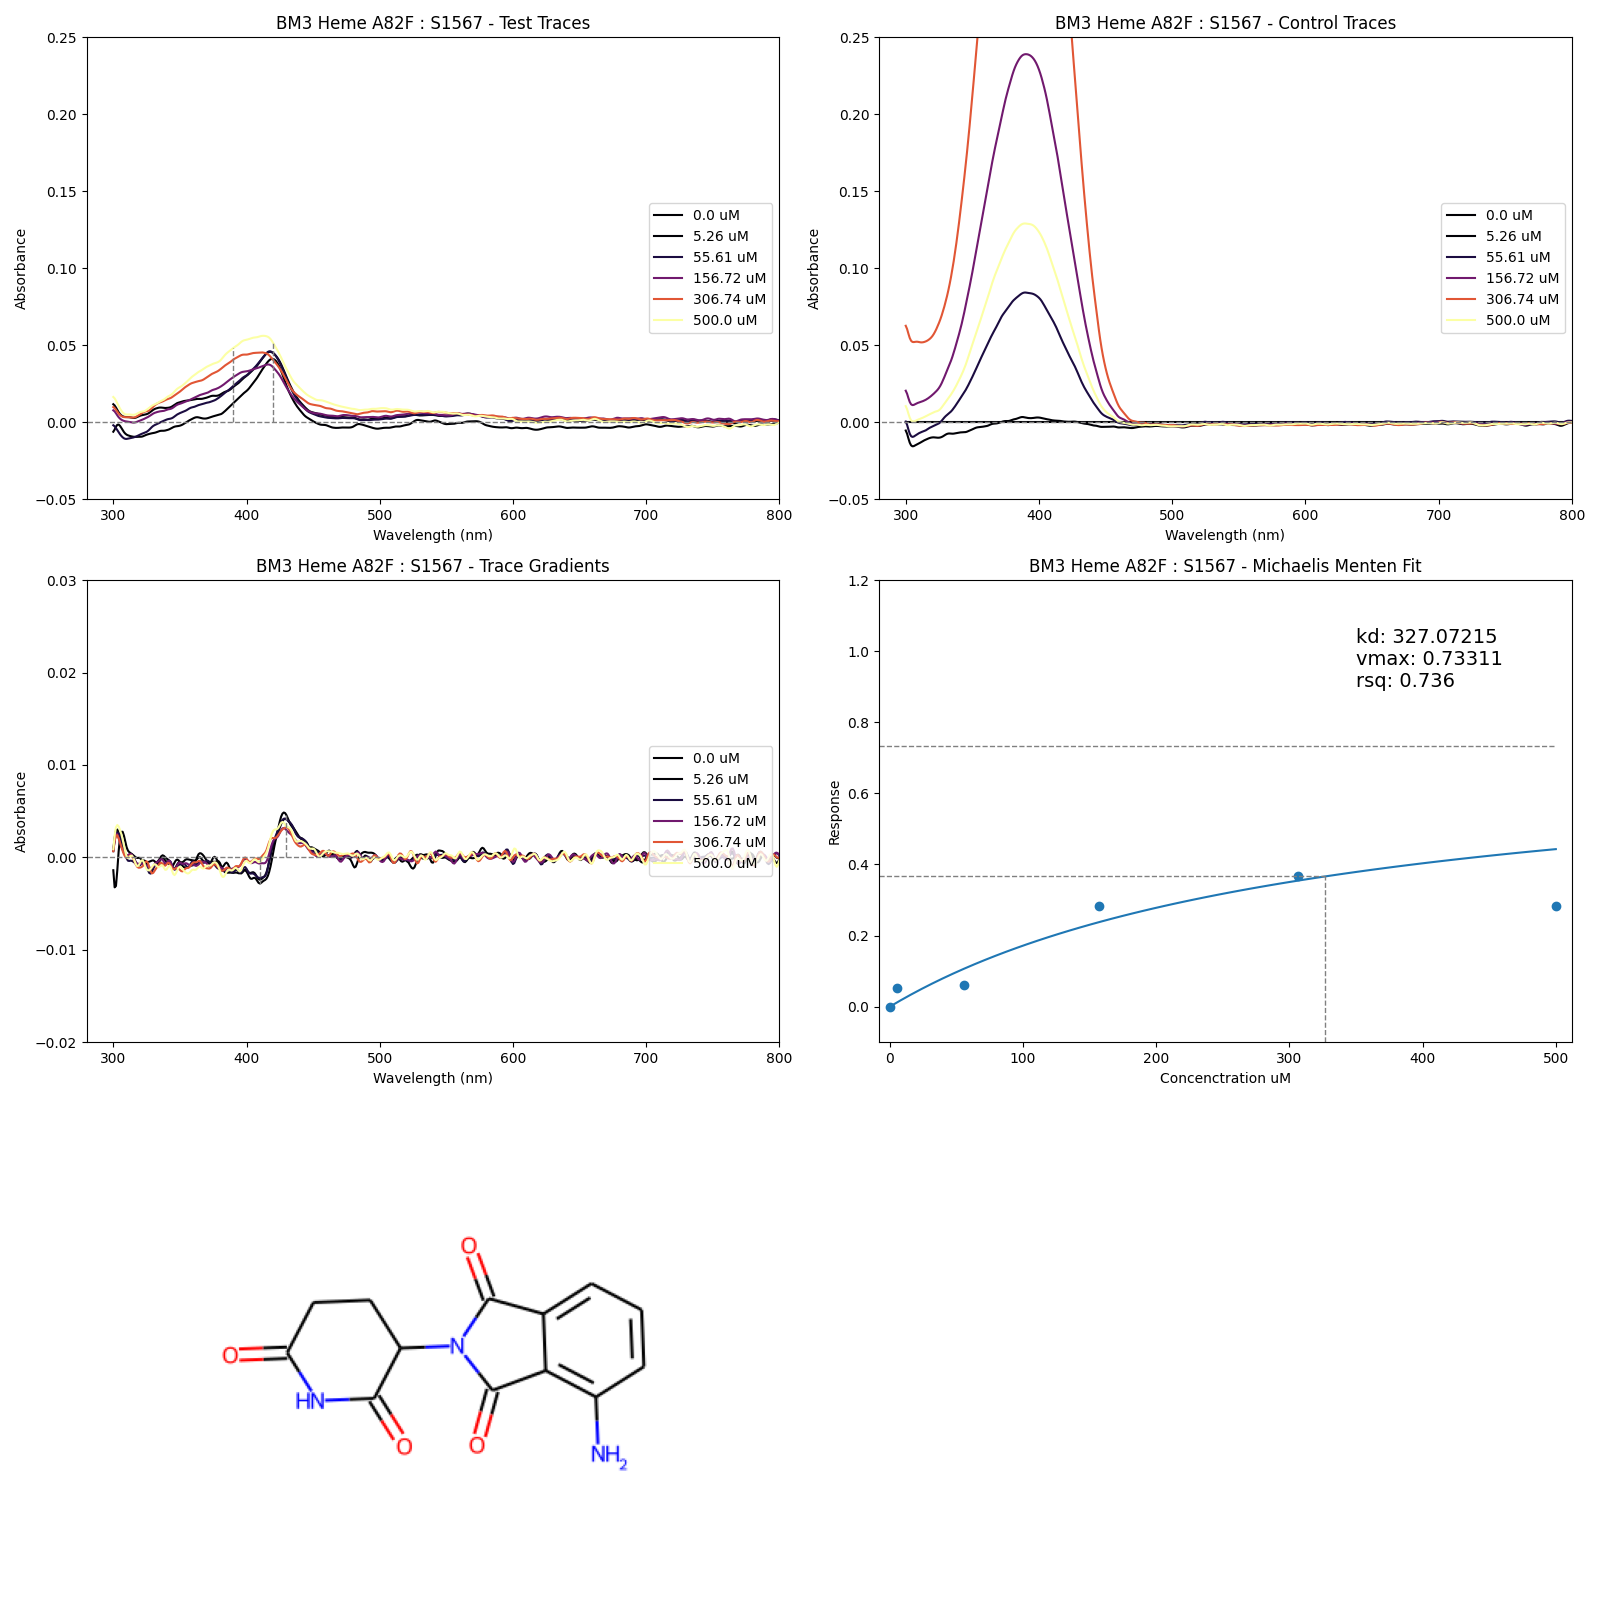 BM3 Heme A82F : S1567 - Test Traces
0.25
0.20
0.15
0.10
0.05
0.00
−0.05
Absorbance
300
400
500
600
700
800
Wavelength (nm)
0.0 uM
5.26 uM
55.61 uM
156.72 uM
306.74 uM
500.0 uM
BM3 Heme A82F : S1567 - Control Traces
0.25
0.20
0.15
0.10
0.05
0.00
−0.05
Absorbance
300
400
500
600
700
800
Wavelength (nm)
0.0 uM
5.26 uM
55.61 uM
156.72 uM
306.74 uM
500.0 uM
BM3 Heme A82F : S1567 - Trace Gradients
0.03
0.02
0.01
0.00
−0.01
−0.02
Absorbance
300
400
500
600
700
800
Wavelength (nm)
0.0 uM
5.26 uM
55.61 uM
156.72 uM
306.74 uM
500.0 uM
BM3 Heme A82F : S1567 - Michaelis Menten Fit
1.2
1.0
0.8
0.6
0.4
0.2
0.0
Response
kd: 327.07215
vmax: 0.73311
rsq: 0.736
0
100
200
300
400
500
Concenctration uM
O
O
N
HN
O
O
NH2